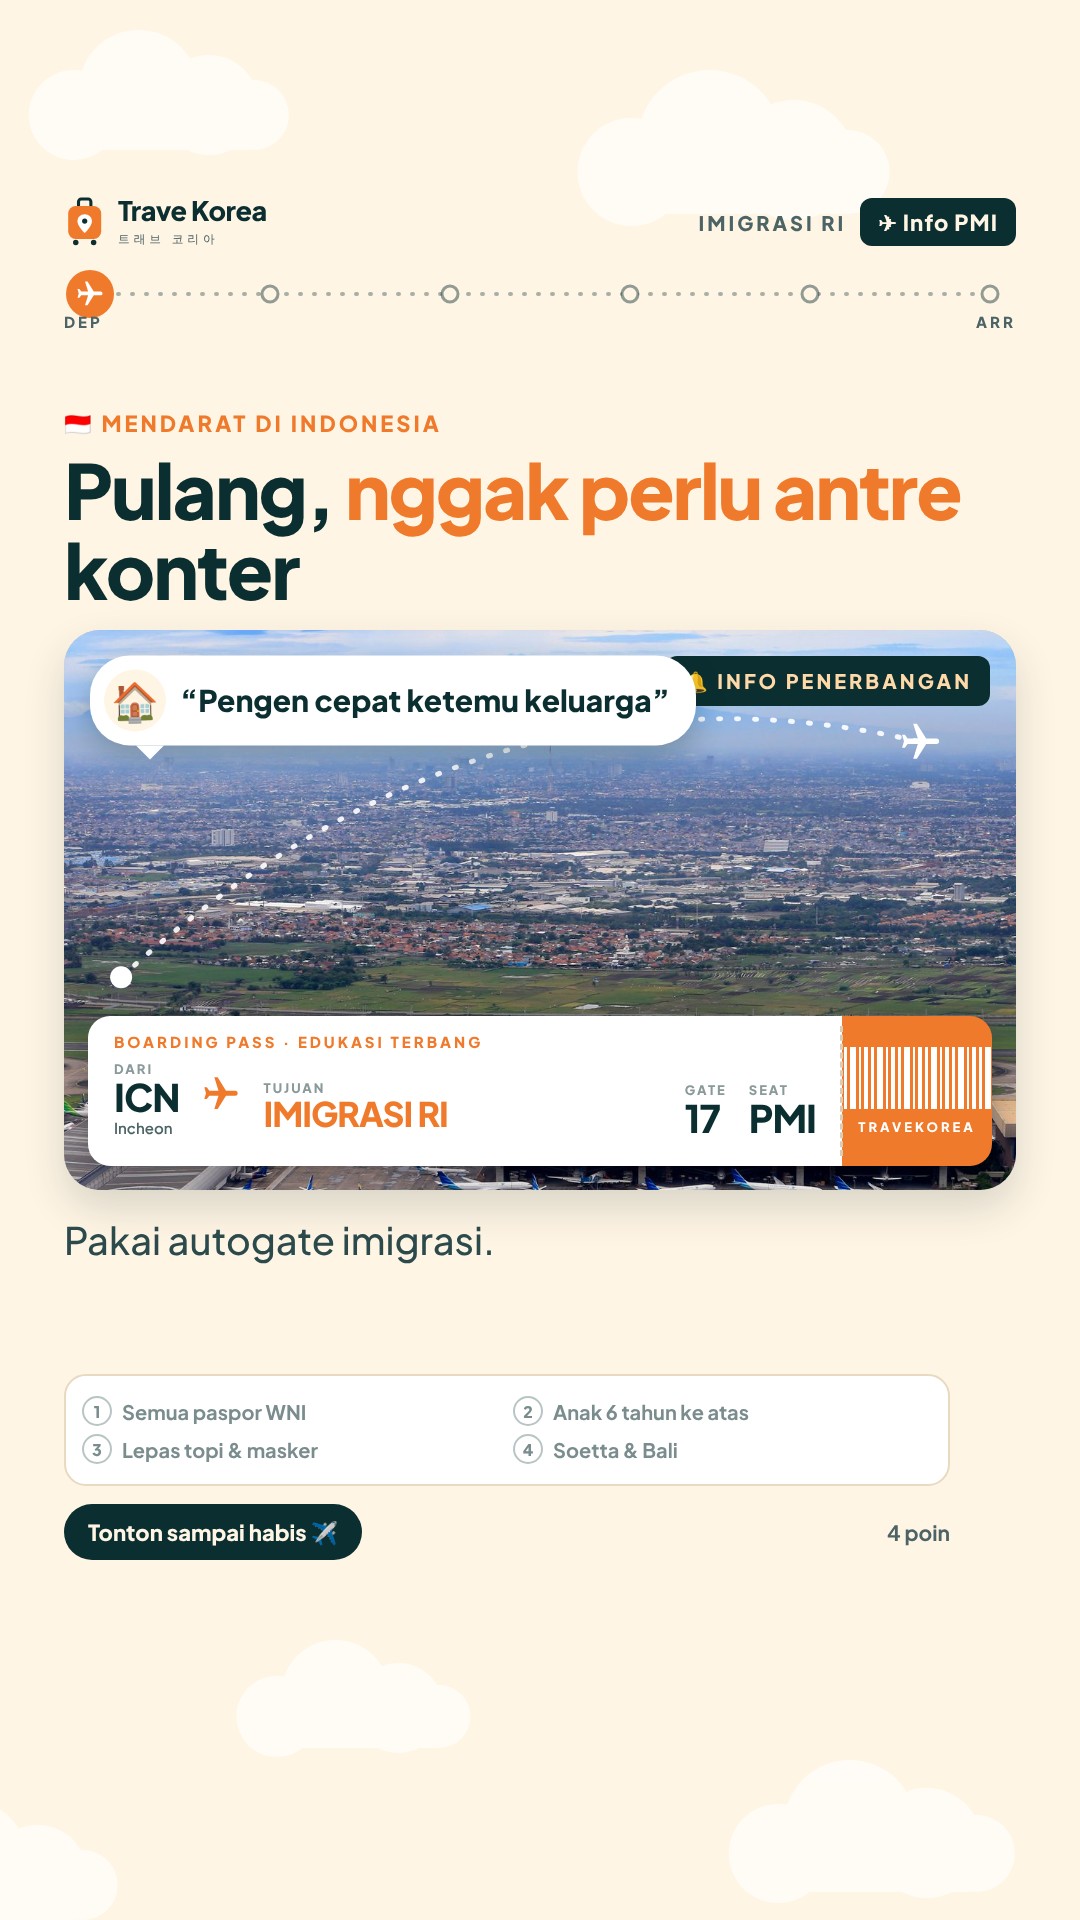 Trave Korea
트래브 코리아
IMIGRASI RI
✈ Info PMI
DEP
ARR
🇮🇩 MENDARAT DI INDONESIA
Pulang, nggak perlu antre
konter
🏠 “Pengen cepat ketemu keluarga”
🔔 INFO PENERBANGAN
BOARDING PASS · EDUKASI TERBANG
DARI
ICN
Incheon
TUJUAN
IMIGRASI RI
GATE
17
SEAT
PMI
TRAVEKOREA
Pakai autogate imigrasi.
1 Semua paspor WNI
2 Anak 6 tahun ke atas
3 Lepas topi & masker
4 Soetta & Bali
Tonton sampai habis ✈️
4 poin